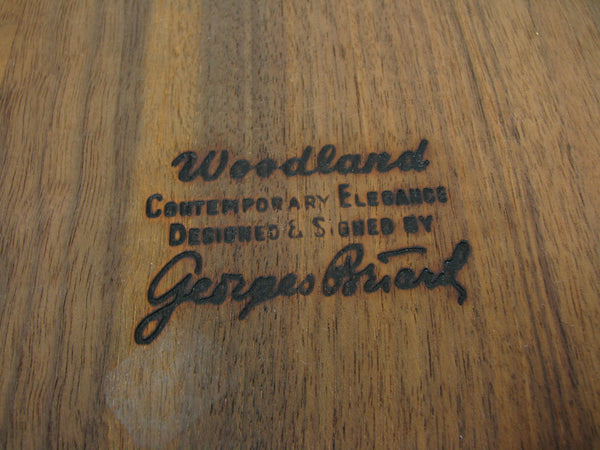 Woodland
CONTEMPORARY ELEGANCE
DESIGNED & SIGNED BY
Georges Briard